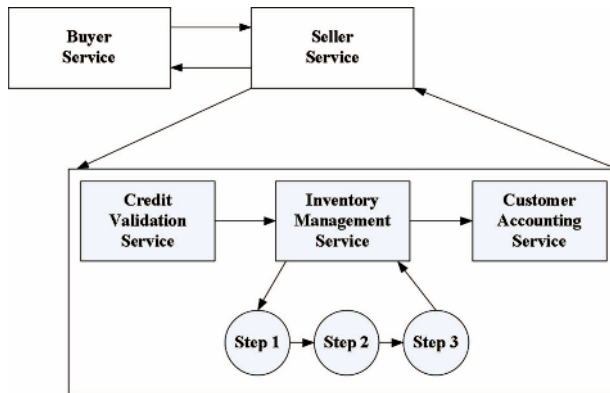 Buyer
Service
Seller
Service
Credit
Validation
Service
Inventory
Management
Service
Customer
Accounting
Service
Step 1
Step 2
Step 3